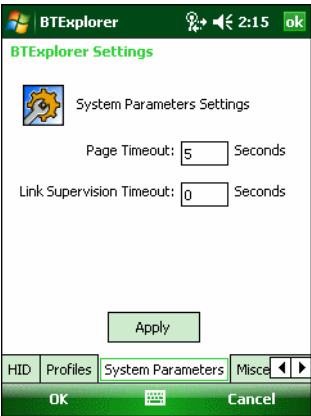 BTExplorer 2:15 ok
BTExplorer Settings
System Parameters Settings
Page Timeout: 5 Seconds
Link Supervision Timeout: 0 Seconds
Apply
HID Profiles System Parameters Misce
OK Cancel